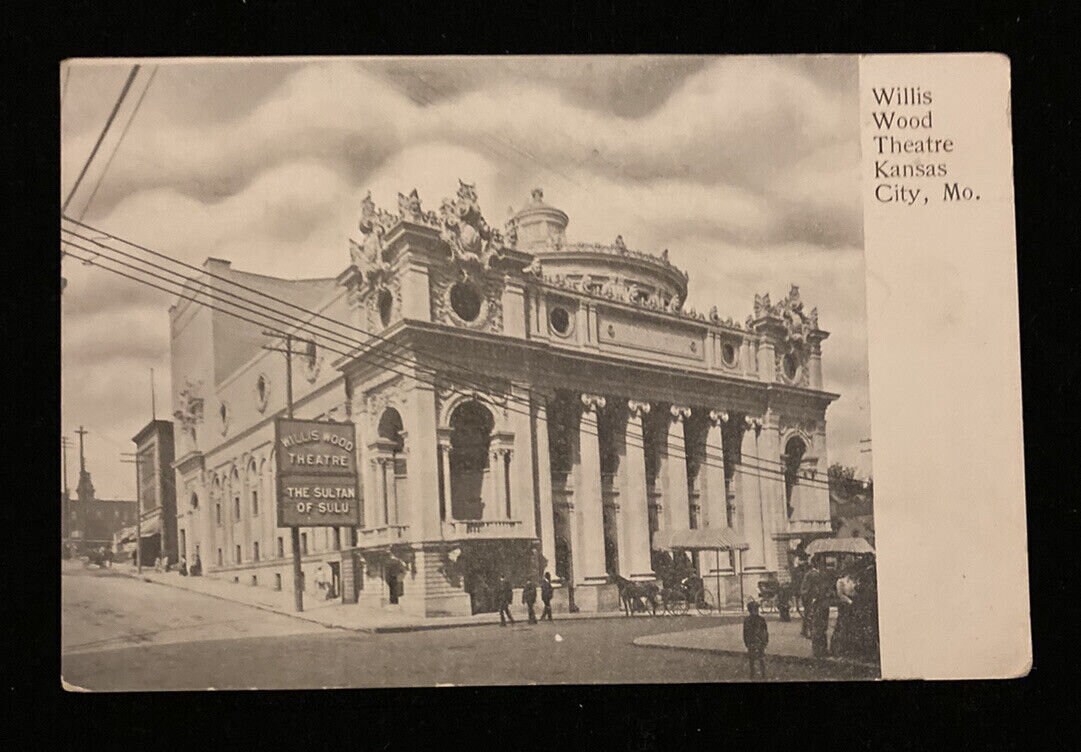 Willis
Wood
Theatre
Kansas
City, Mo.
WILLIS WOOD
THEATRE
THE SULTAN
OF SULU